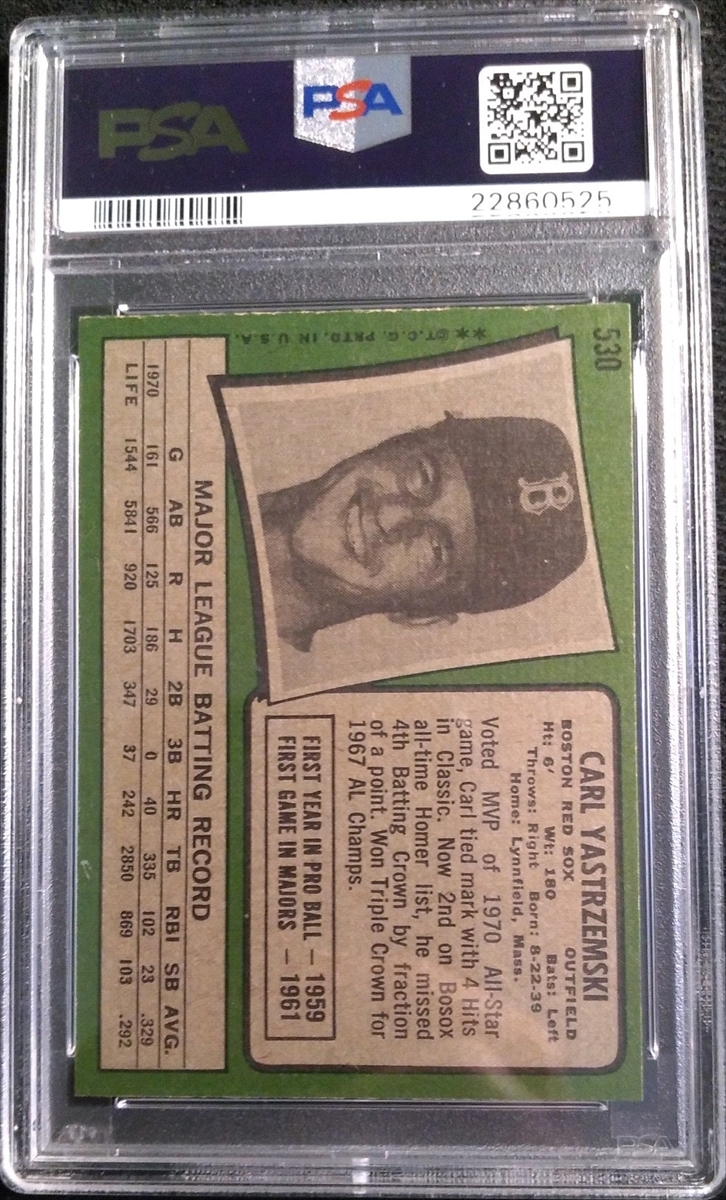 PSA
PSA
22860525
530
**©T.C.G. PRTD. IN U.S.A.
B
CARL YASTRZEMSKI
BOSTON RED SOX OUTFIELD
Ht: 6' Wt: 180 Bats: Left
Throws: Right Born: 8-22-39
Home: Lynnfield, Mass.
Voted MVP of 1970 All-Star
game, Carl tied mark with 4 Hits
in Classic. Now 2nd on Bosox
all-time Homer list, he missed
4th Batting Crown by fraction
of a point. Won Triple Crown for
1967 AL Champs.
FIRST YEAR IN PRO BALL — 1959
FIRST GAME IN MAJORS — 1961
MAJOR LEAGUE BATTING RECORD
G AB R H 2B 3B HR TB RBI SB AVG.
1970 161 566 125 186 29 0 40 335 102 23 .329
LIFE 1544 5841 920 1703 347 37 242 2850 869 103 .292
PSA